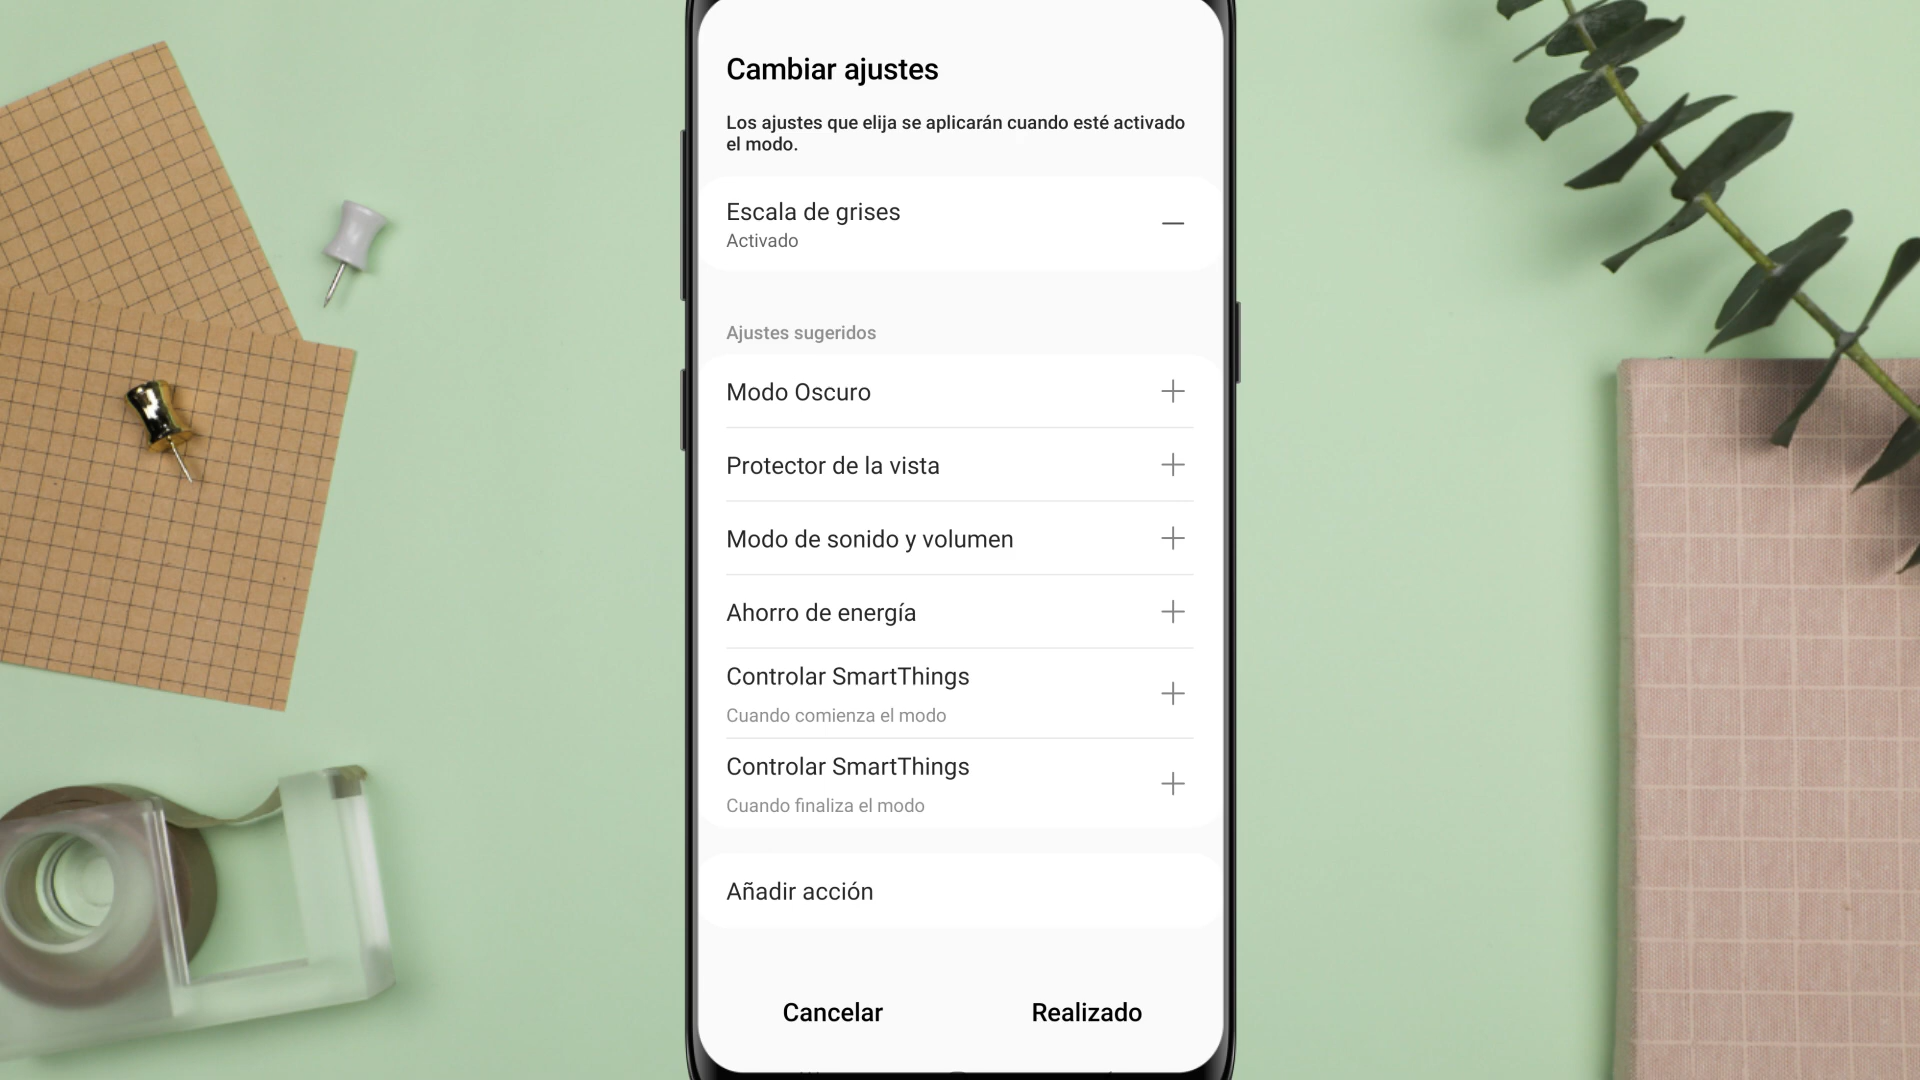 Cambiar ajustes
Los ajustes que elija se aplicarán cuando esté activado
el modo.
Escala de grises
Activado
Ajustes sugeridos
Modo Oscuro
Protector de la vista
Modo de sonido y volumen
Ahorro de energía
Controlar SmartThings
Cuando comienza el modo
Controlar SmartThings
Cuando finaliza el modo
Añadir acción
Cancelar
Realizado